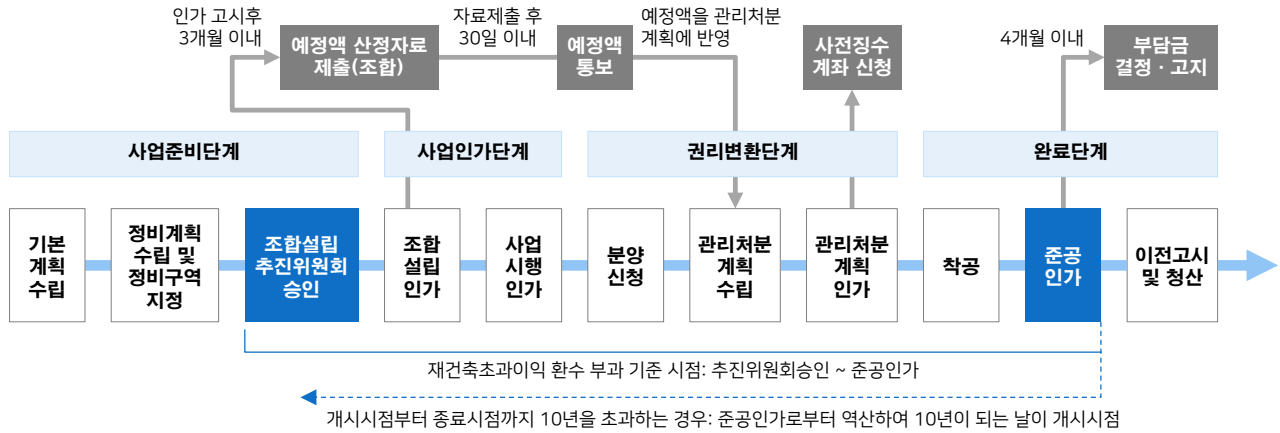 인가 고시후
3개월 이내
예정액 산정자료
제출(조합)
자료제출 후
30일 이내
예정액
통보
예정액을 관리처분
계획에 반영
사전징수
계좌 신청
4개월 이내
부담금
결정 · 고지
사업준비단계
사업인가단계
권리변환단계
완료단계
기본
계획
수립
정비계획
수립 및
정비구역
지정
조합설립
추진위원회
승인
조합
설립
인가
사업
시행
인가
분양
신청
관리처분
계획
수립
관리처분
계획
인가
착공
준공
인가
이전고시
및 청산
재건축초과이익 환수 부과 기준 시점: 추진위원회승인 ~ 준공인가
개시시점부터 종료시점까지 10년을 초과하는 경우: 준공인가로부터 역산하여 10년이 되는 날이 개시시점